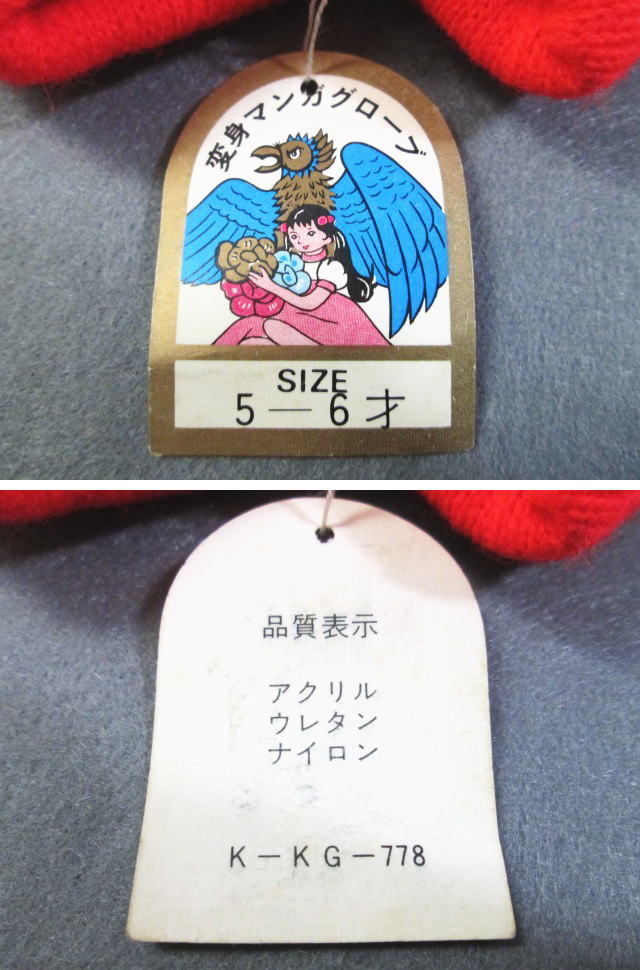 変身マンガグローブ
SIZE
5—6才
品質表示
アクリル
ウレタン
ナイロン
K－KG－778